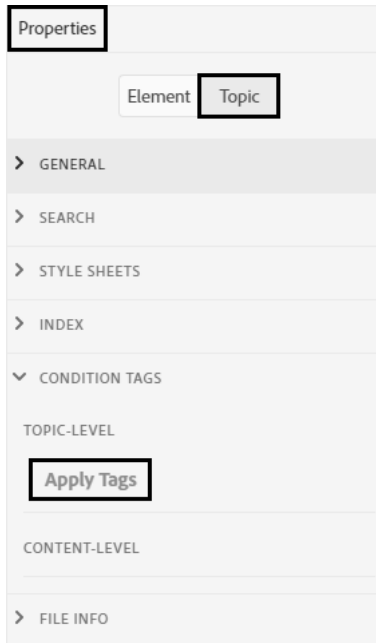 Properties
Element Topic
GENERAL
SEARCH
STYLE SHEETS
INDEX
CONDITION TAGS
TOPIC-LEVEL
Apply Tags
CONTENT-LEVEL
FILE INFO